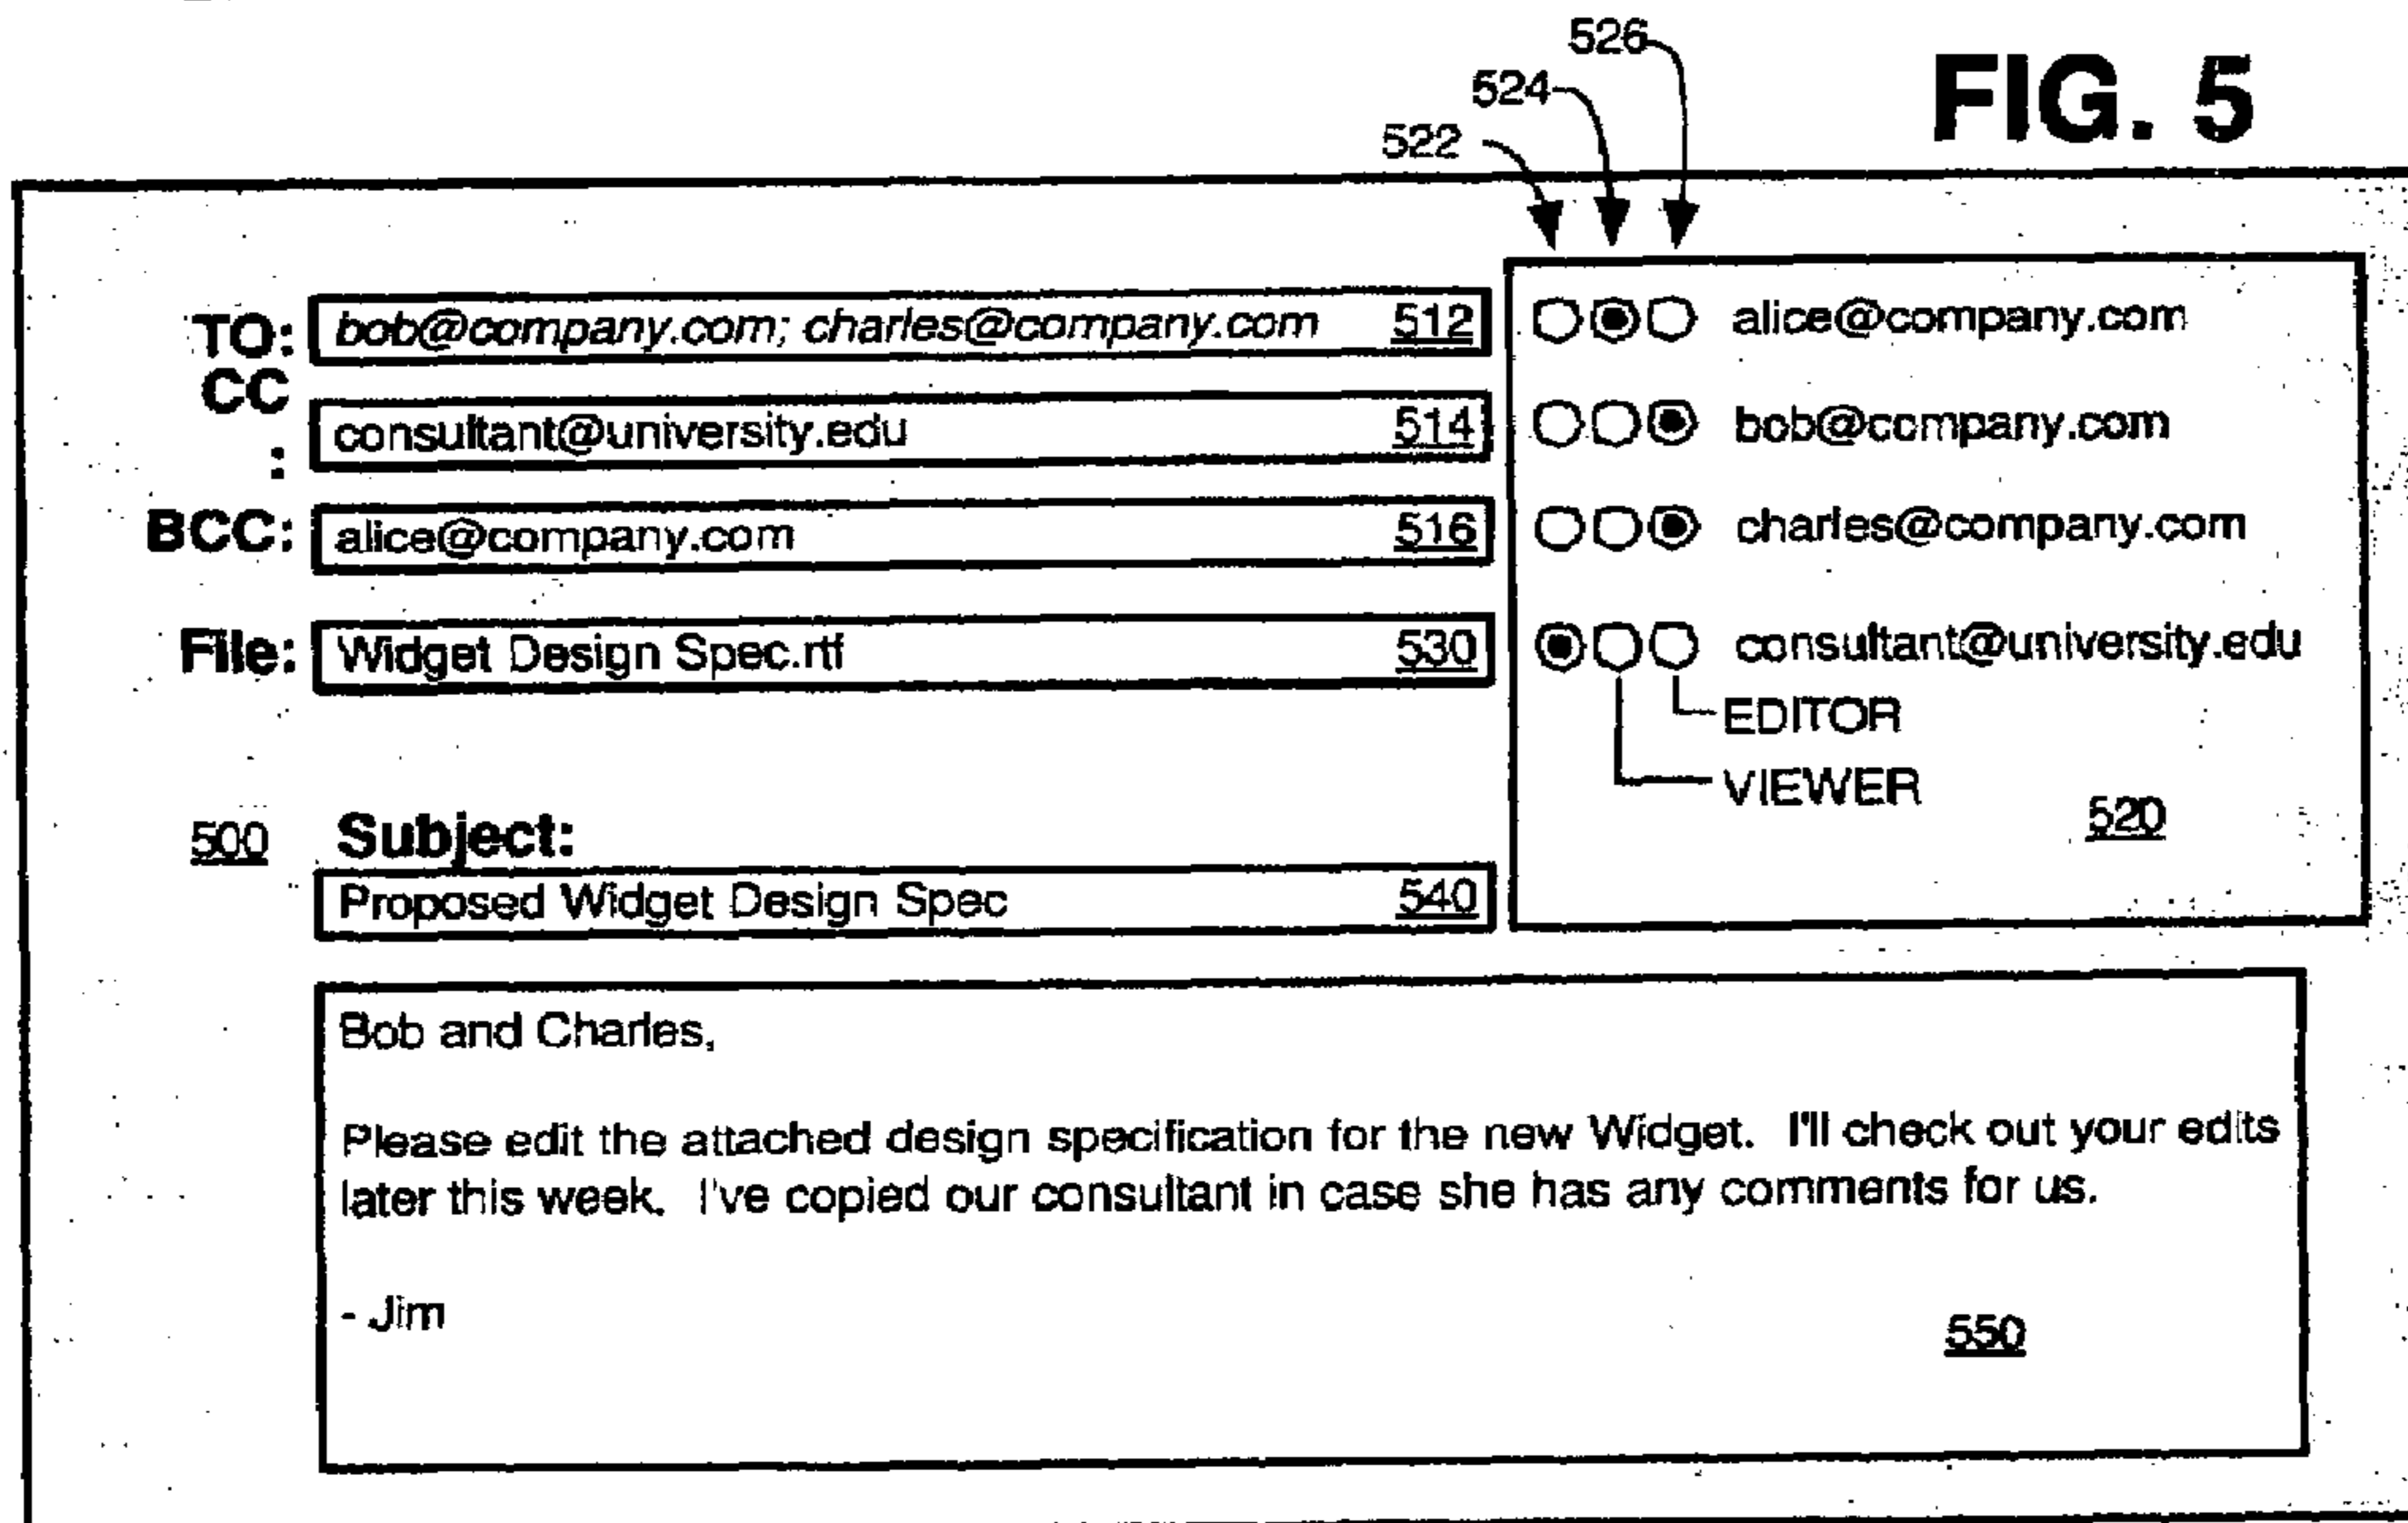 526
FIG. 5
524
522
TO: bob@company.com; charles@company.com 512
CC
: consultant@university.edu 514
BCC: alice@company.com 516
File: Widget Design Spec.rtf 530
alice@company.com
bob@company.com
charles@company.com
consultant@university.edu
EDITOR
VIEWER
520
500 Subject:
Proposed Widget Design Spec 540
Bob and Charles,
Please edit the attached design specification for the new Widget. I'll check out your edits
later this week. I've copied our consultant in case she has any comments for us.
- Jim
550